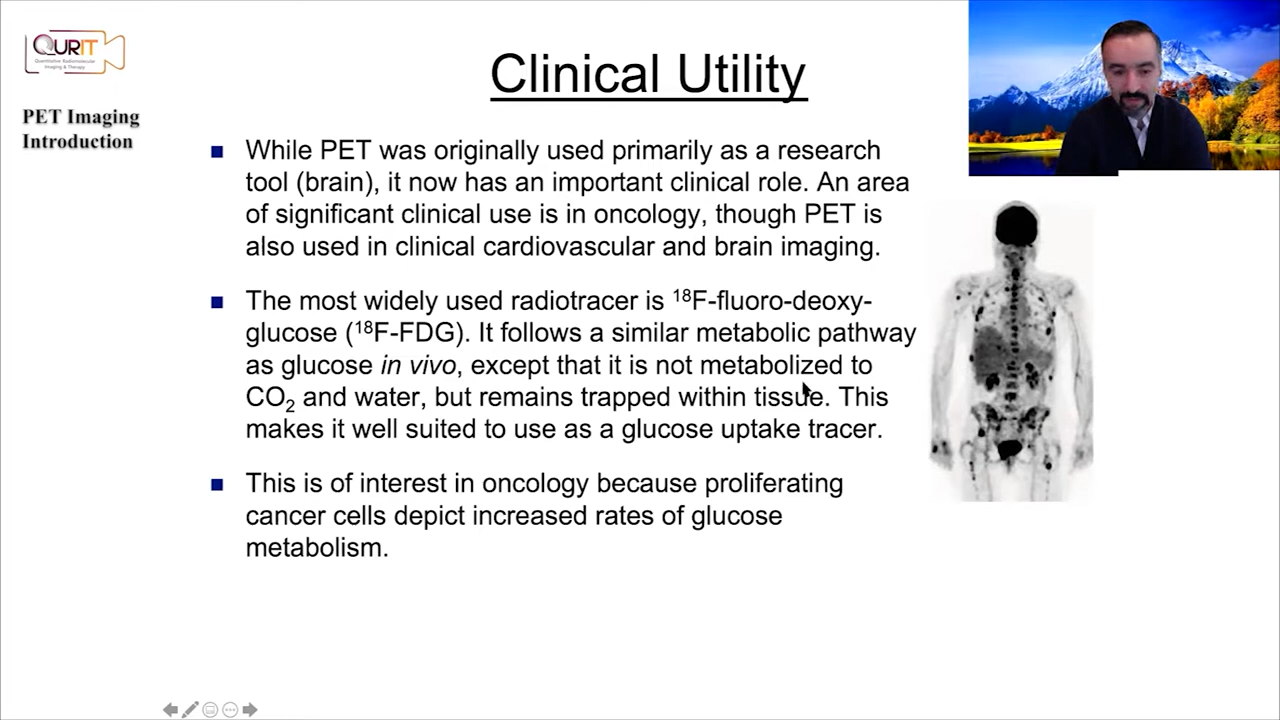 QURIT
Quantitative Radiomolecular
Imaging & Therapy
PET Imaging
Introduction
Clinical Utility
While PET was originally used primarily as a research
tool (brain), it now has an important clinical role. An area
of significant clinical use is in oncology, though PET is
also used in clinical cardiovascular and brain imaging.
The most widely used radiotracer is ¹⁸F-fluoro-deoxy-
glucose (¹⁸F-FDG). It follows a similar metabolic pathway
as glucose in vivo, except that it is not metabolized to
CO₂ and water, but remains trapped within tissue. This
makes it well suited to use as a glucose uptake tracer.
This is of interest in oncology because proliferating
cancer cells depict increased rates of glucose
metabolism.